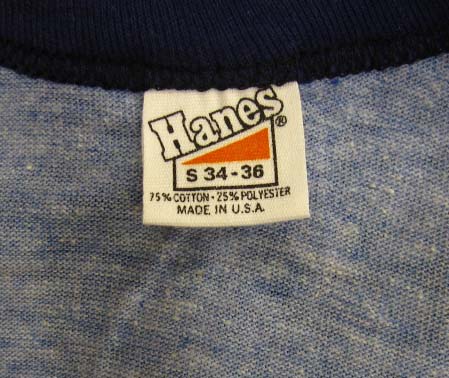 Hanes®
S 34-36
75% COTTON • 25% POLYESTER
MADE IN U.S.A.